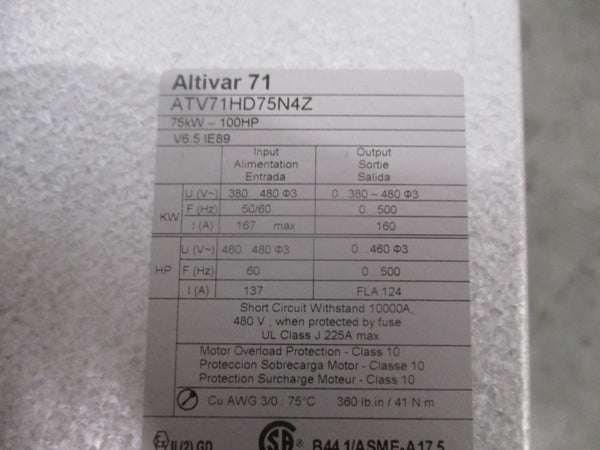 Altivar 71
ATV71HD75N4Z
75kW - 100HP
V6.5 IE89
Input Output
Alimentation Sortie
Entrada Salida
KW
U (V~) 380...480 Φ3 0...380 – 480 Φ3
F (Hz) 50/60 0...500
I (A) 167 max 160
HP
U (V~) 460...480 Φ3 0...460 Φ3
F (Hz) 60 0...500
I (A) 137 FLA 124
Short Circuit Withstand 10000A,
480 V , when protected by fuse
UL Class J 225A max
Motor Overload Protection - Class 10
Proteccion Sobrecarga Motor - Classe 10
Protection Surcharge Moteur - Class 10
Cu AWG 3/0 : 75°C 360 lb.in / 41 N.m
Ex II (2) GD SA B44.1/ASME-A17.5